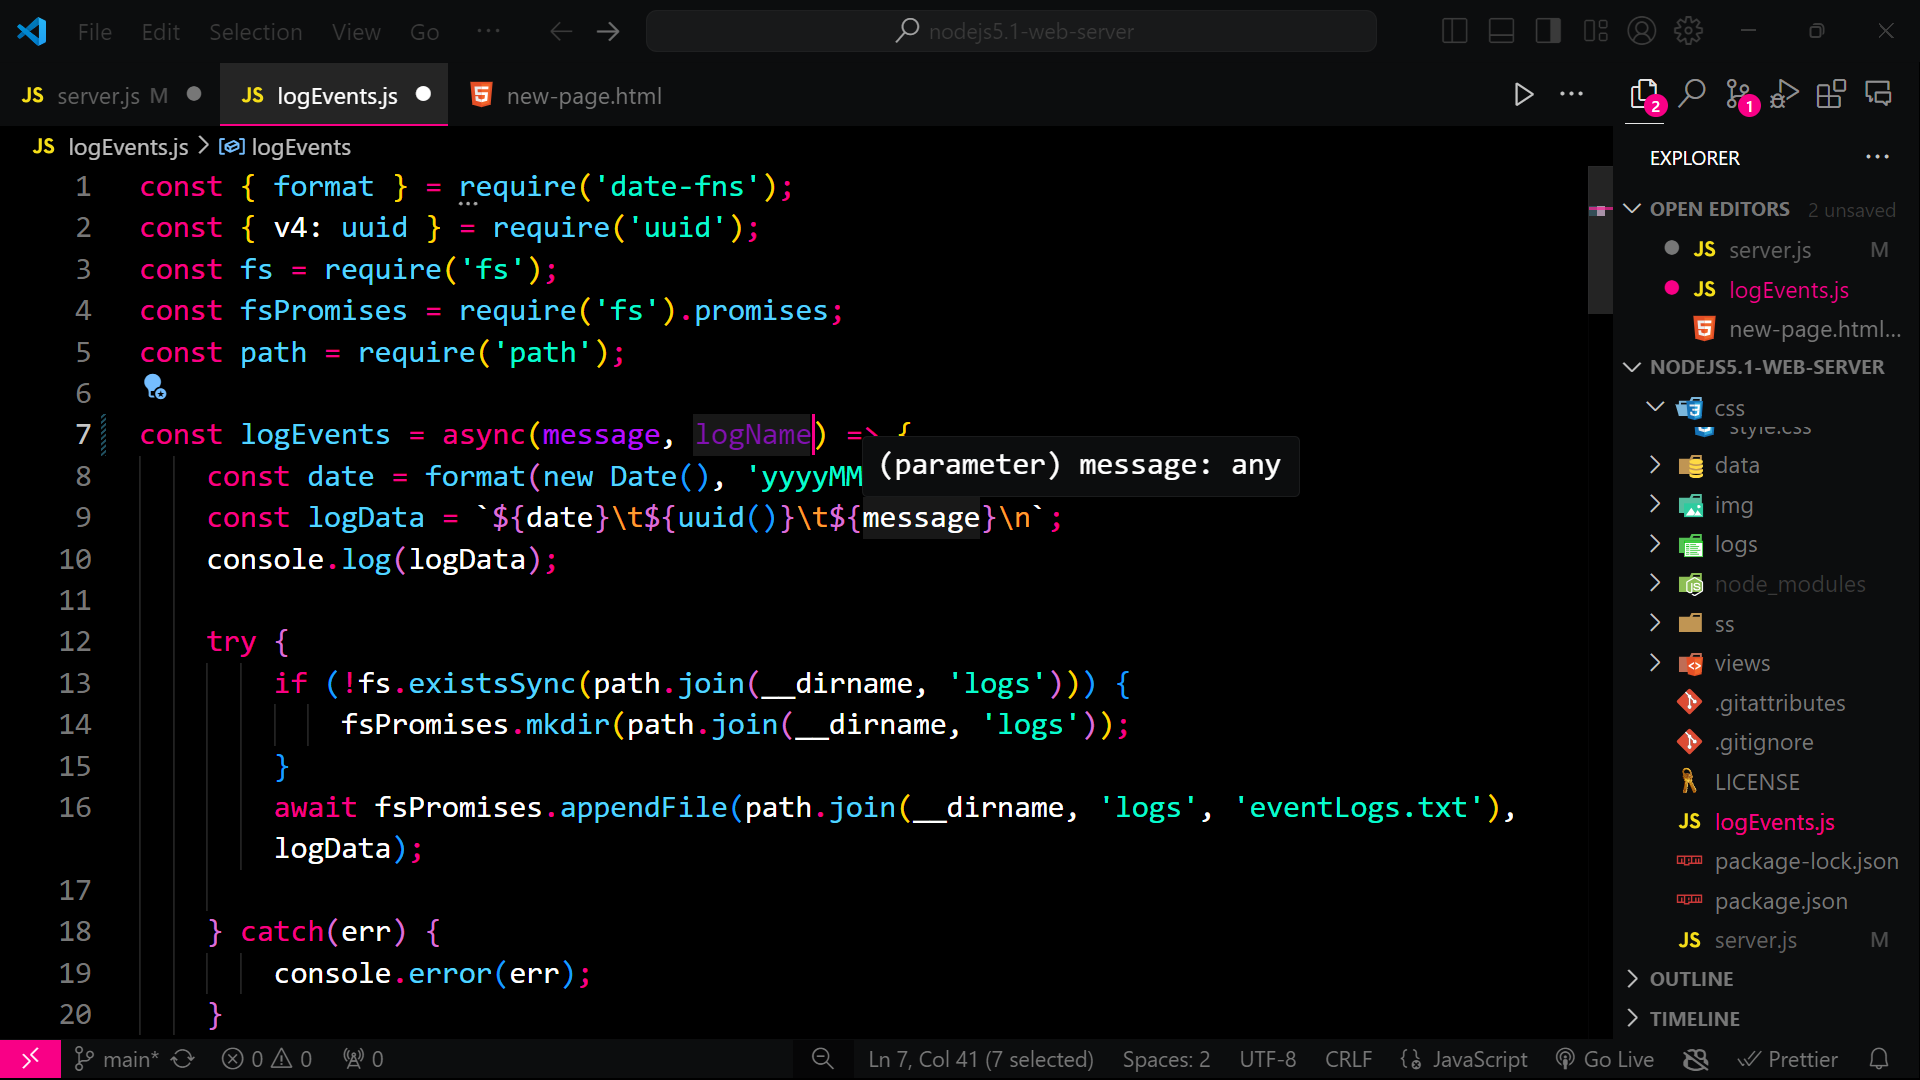 File Edit Selection View Go ··· nodejs5.1-web-server
JS server.js M JS logEvents.js new-page.html
JS logEvents.js > logEvents
1 const { format } = require('date-fns');
2 const { v4: uuid } = require('uuid');
3 const fs = require('fs');
4 const fsPromises = require('fs').promises;
5 const path = require('path');
6
7 const logEvents = async(message, logName) => {
(parameter) message: any
8 const date = format(new Date(), 'yyyyMM
9 const logData = `${date}\t${uuid()}\t${message}\n`;
10 console.log(logData);
11
12 try {
13 if (!fs.existsSync(path.join(__dirname, 'logs'))) {
14 fsPromises.mkdir(path.join(__dirname, 'logs'));
15 }
16 await fsPromises.appendFile(path.join(__dirname, 'logs', 'eventLogs.txt'),
logData);
17
18 } catch(err) {
19 console.error(err);
20 }
2 1
EXPLORER ···
OPEN EDITORS 2 unsaved
JS server.js M
JS logEvents.js
new-page.html...
NODEJS5.1-WEB-SERVER
css
style.css
data
img
logs
node_modules
ss
views
.gitattributes
.gitignore
LICENSE
JS logEvents.js
package-lock.json
package.json
JS server.js M
OUTLINE
TIMELINE
main* 0 0 0 Ln 7, Col 41 (7 selected) Spaces: 2 UTF-8 CRLF {} JavaScript Go Live Prettier